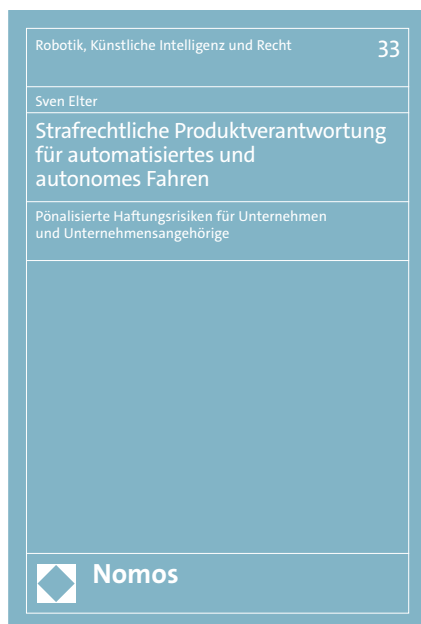 Robotik, Künstliche Intelligenz und Recht 33
Sven Elter
Strafrechtliche Produktverantwortung
für automatisiertes und
autonomes Fahren
Pönalisierte Haftungsrisiken für Unternehmen
und Unternehmensangehörige
Nomos